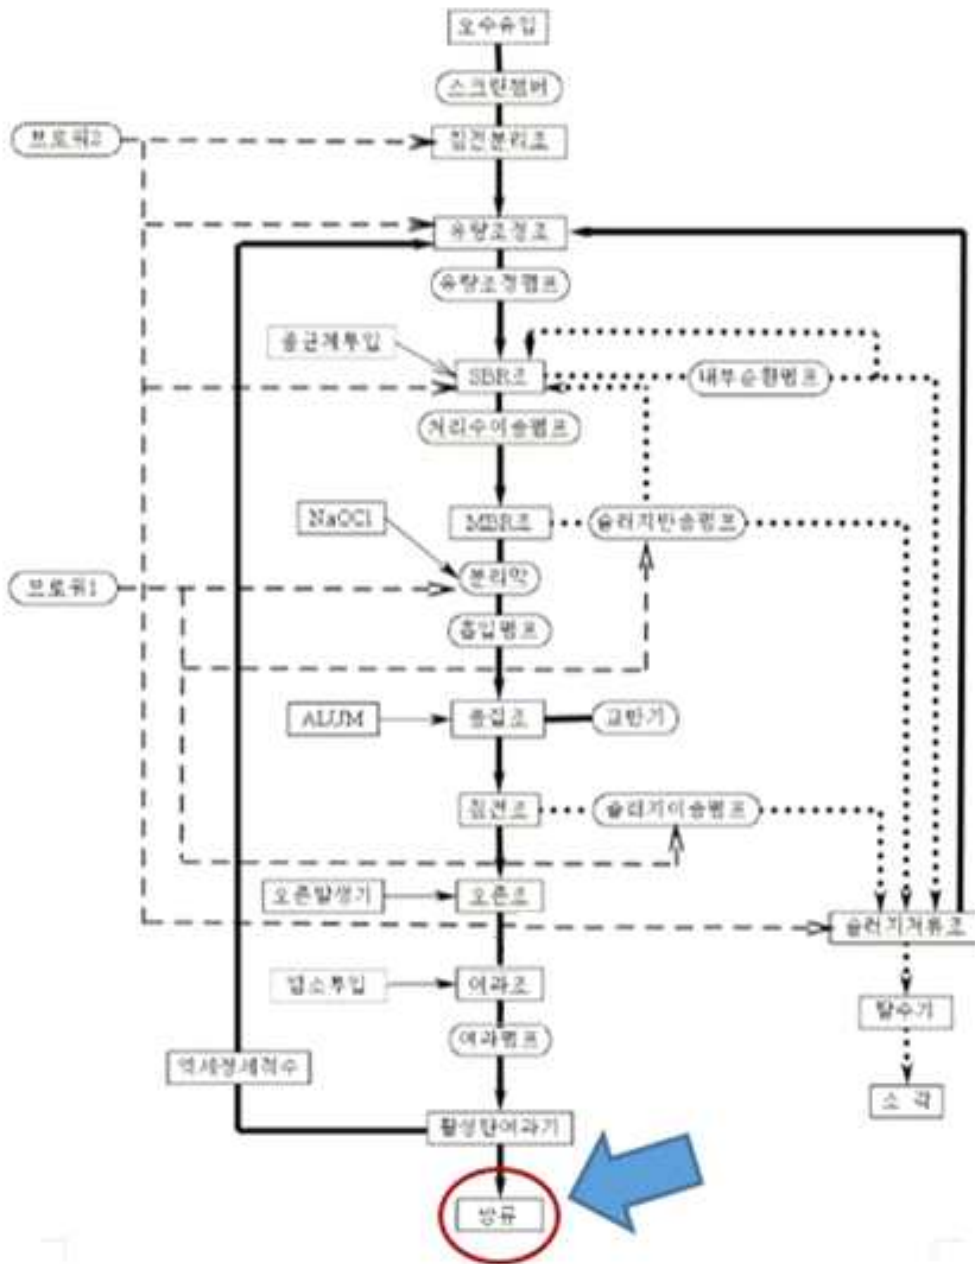 오수유입
스크린챔버
브로워2
침전분리조
유량조정조
유량조정펌프
종균제투입
SBR조
내부순환펌프
처리수이송펌프
NaOCl
MBR조
슬러지반송펌프
브로워1
분리막
흡입펌프
ALUM
응집조
교반기
침전조
슬러지이송펌프
오존발생기
오존조
슬러지저류조
염소투입
여과조
탈수기
여과펌프
역세정세척수
소 각
활성탄여과기
방류